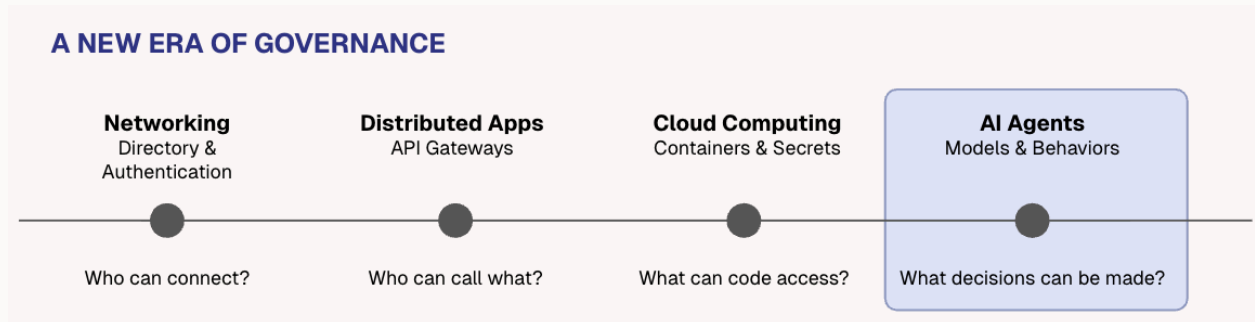 A NEW ERA OF GOVERNANCE
Networking
Directory &
Authentication
Who can connect?
Distributed Apps
API Gateways
Who can call what?
Cloud Computing
Containers & Secrets
What can code access?
AI Agents
Models & Behaviors
What decisions can be made?